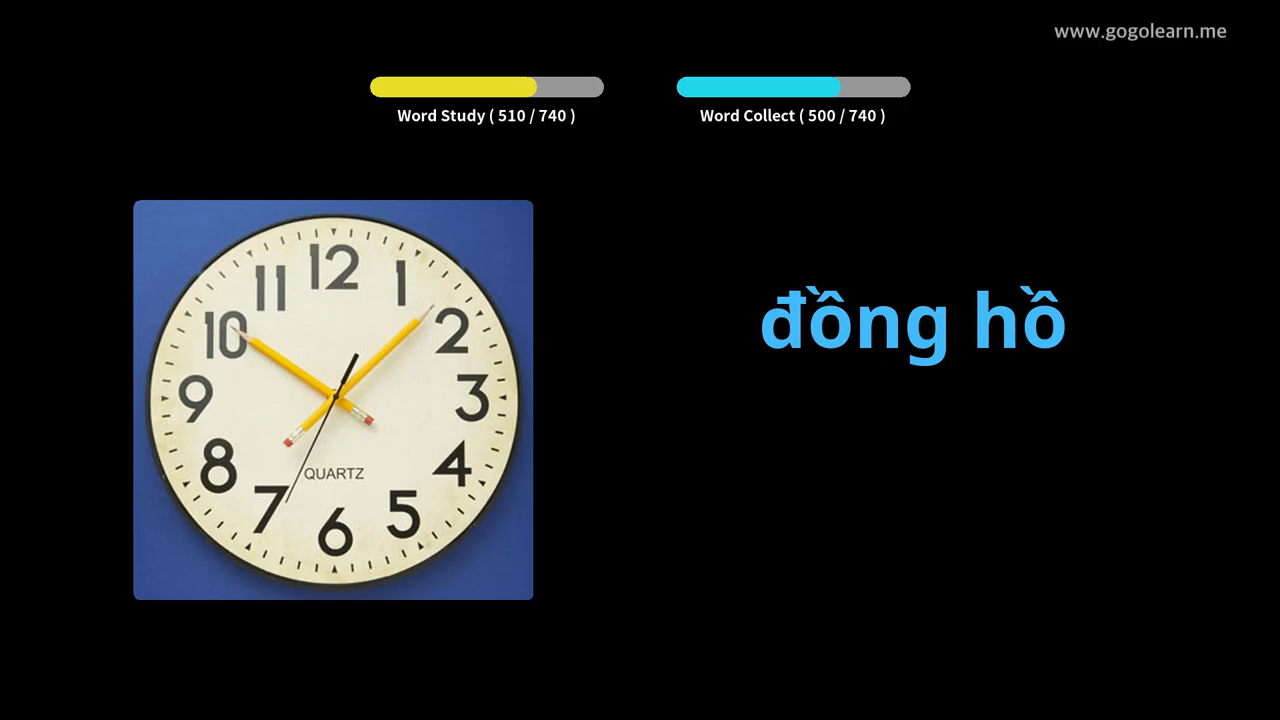 www.gogolearn.me
Word Study ( 510 / 740 )
Word Collect ( 500 / 740 )
12
11
1
10
2
9
3
8
4
7
5
6
QUARTZ
đồng hồ